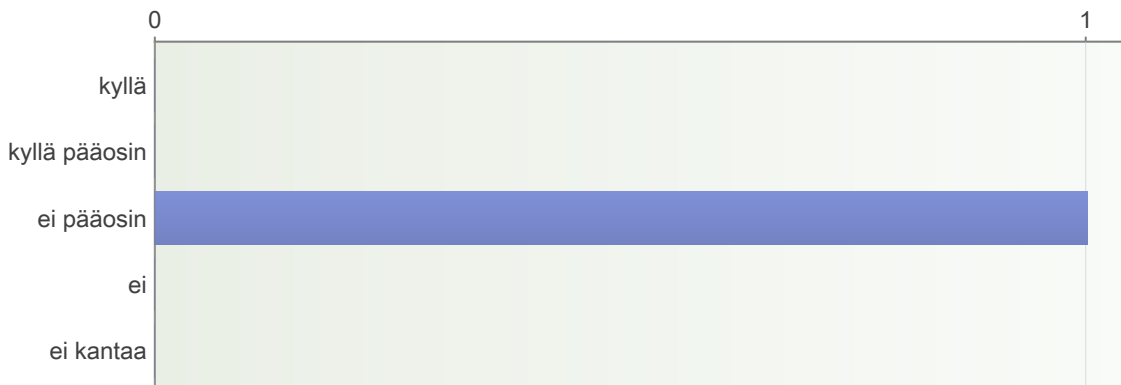 0 1
kyllä
kyllä pääosin
ei pääosin
ei
ei kantaa